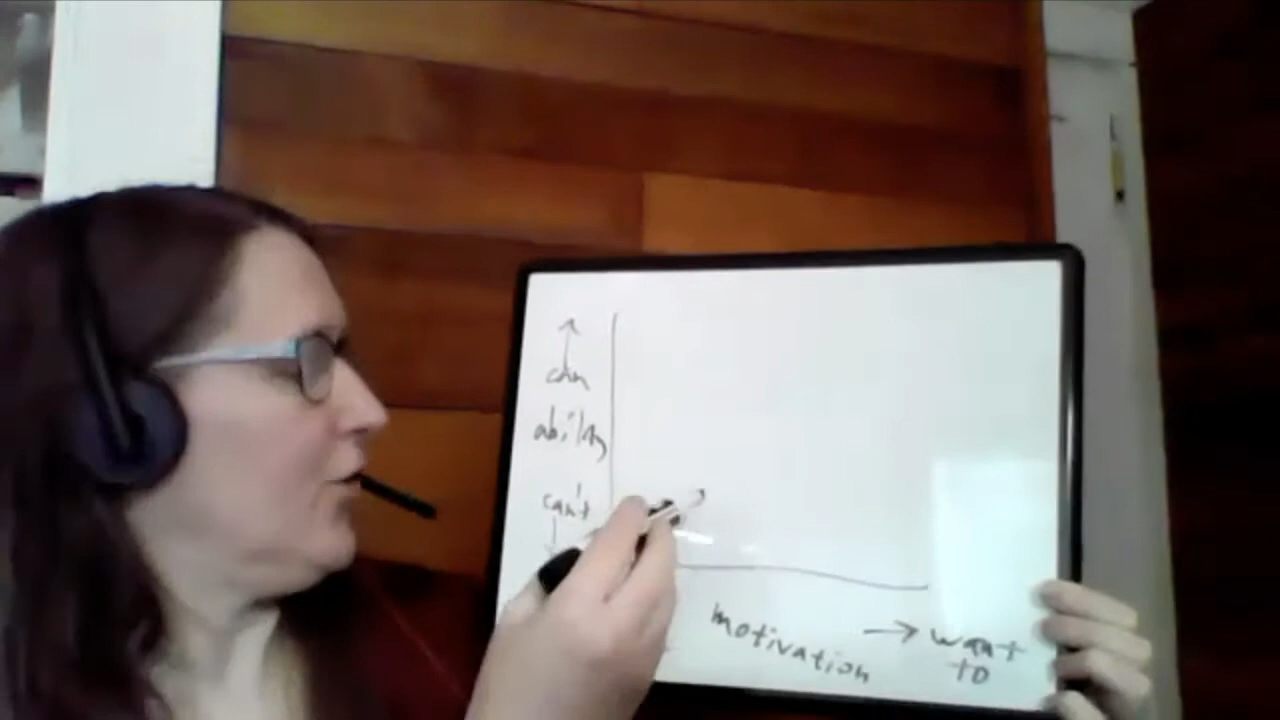 ↑
can
ability
can't
↓
motivation → want
to